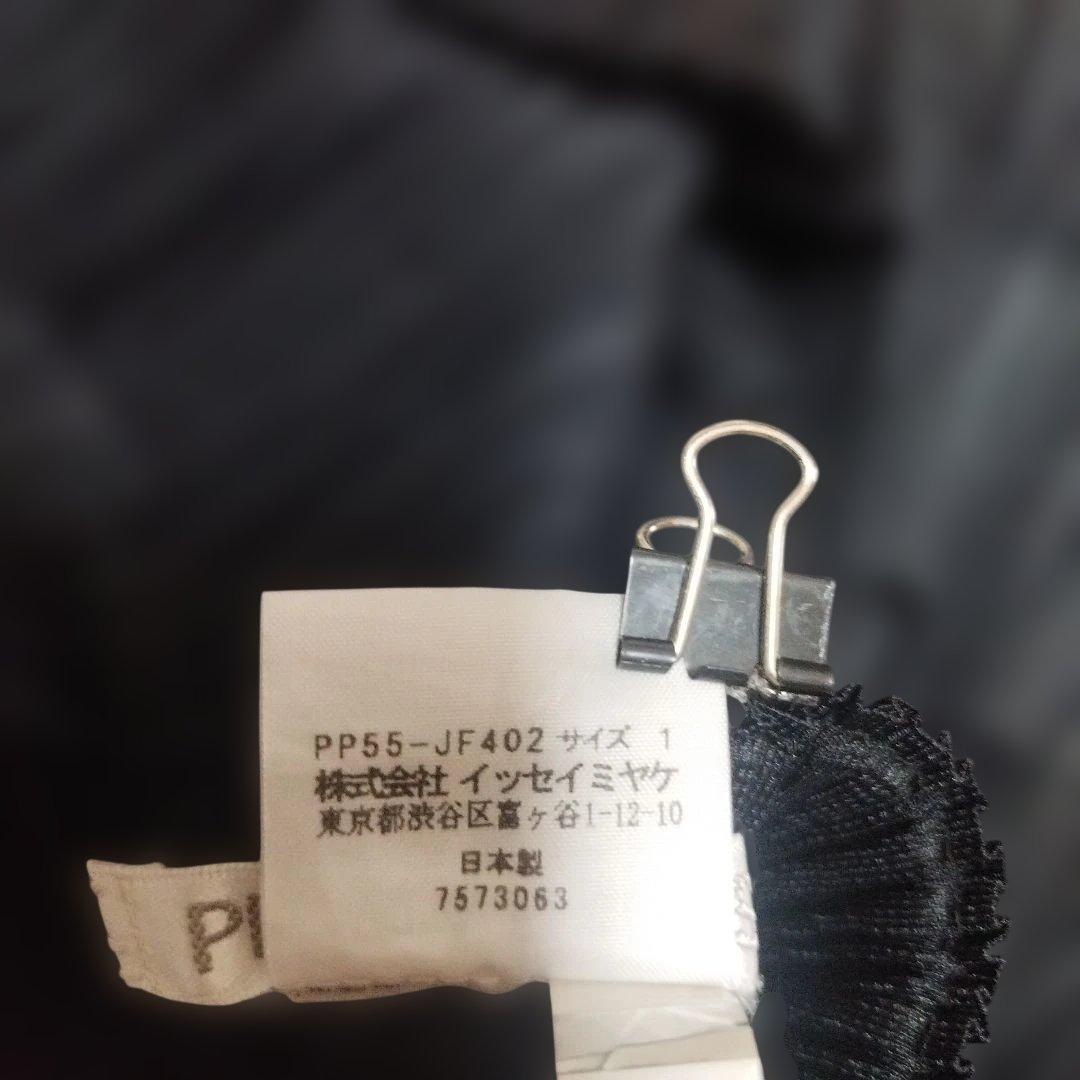 PP55-JF402 サイズ 1
株式会社 イッセイミヤケ
東京都渋谷区富ヶ谷1-12-10
日本製
7573063